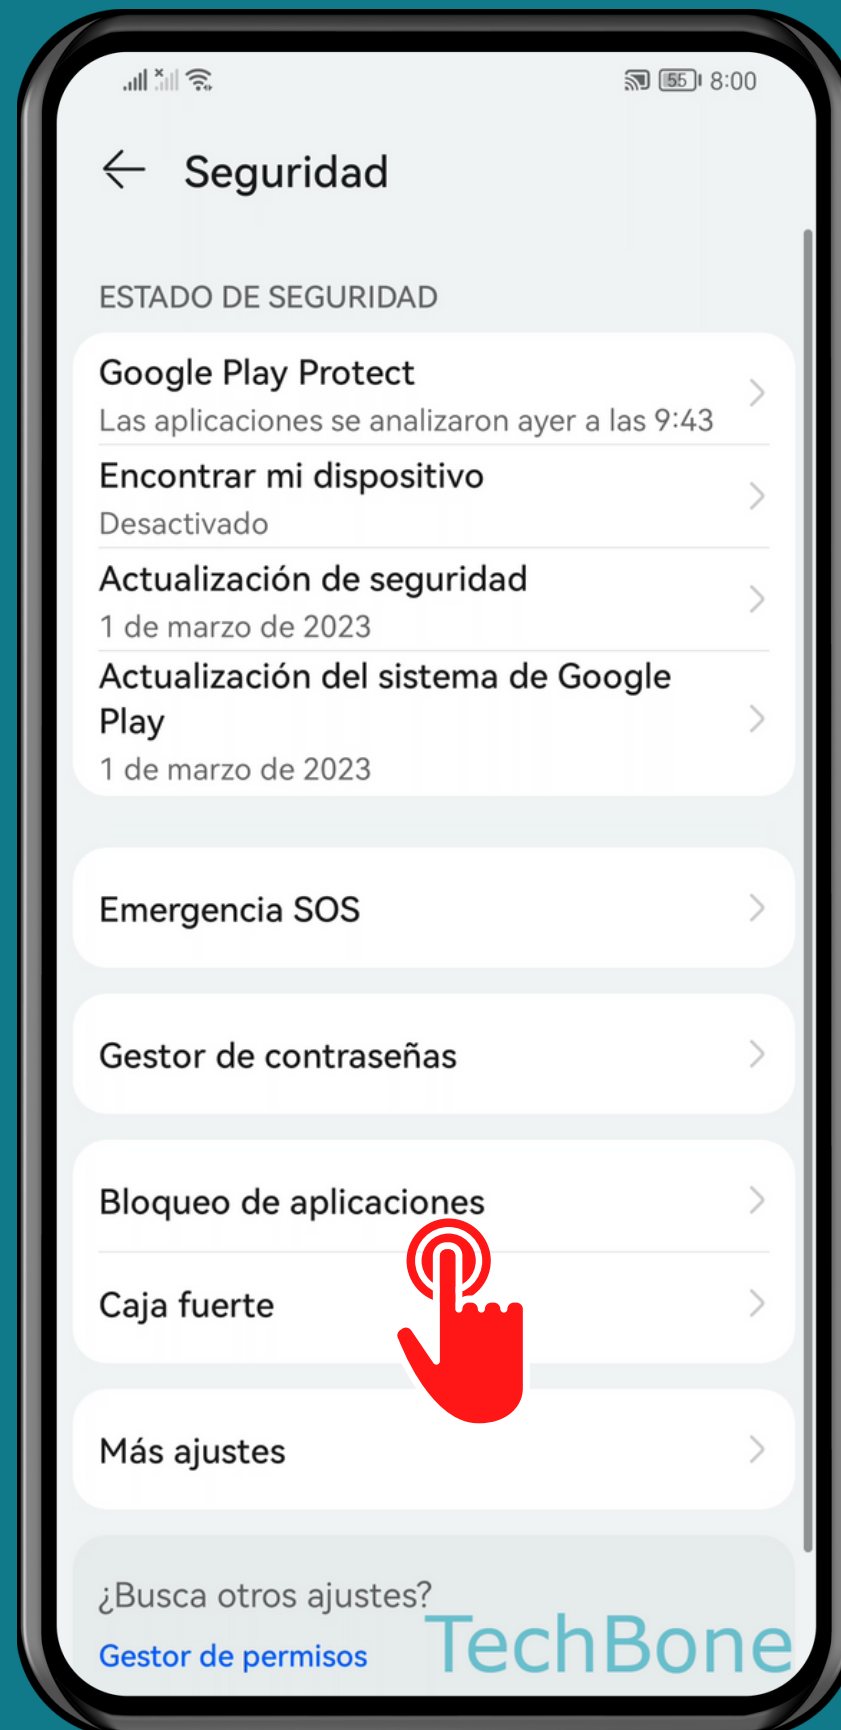 55 8:00
Seguridad
ESTADO DE SEGURIDAD
Google Play Protect
Las aplicaciones se analizaron ayer a las 9:43
Encontrar mi dispositivo
Desactivado
Actualización de seguridad
1 de marzo de 2023
Actualización del sistema de Google
Play
1 de marzo de 2023
Emergencia SOS
Gestor de contraseñas
Bloqueo de aplicaciones
Caja fuerte
Más ajustes
¿Busca otros ajustes?
Gestor de permisos
TechBone